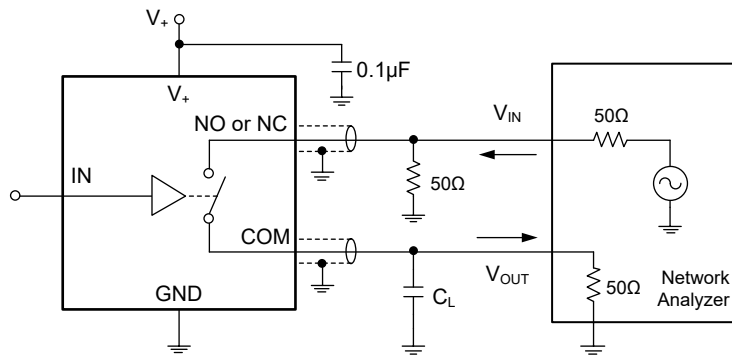 V+
0.1µF
V+
NO or NC
VIN
50Ω
50Ω
IN
COM
VOUT
CL
50Ω
Network
Analyzer
GND